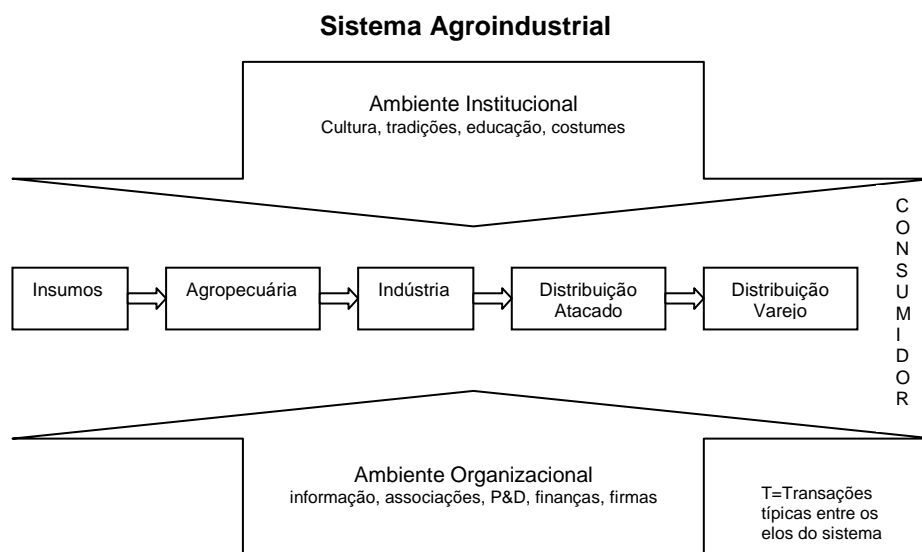 Sistema Agroindustrial
Ambiente Institucional
Cultura, tradições, educação, costumes
Insumos
Agropecuária
Indústria
Distribuição
Atacado
Distribuição
Varejo
C
O
N
S
U
M
I
D
O
R
Ambiente Organizacional
informação, associações, P&D, finanças, firmas
T=Transações
típicas entre os
elos do sistema